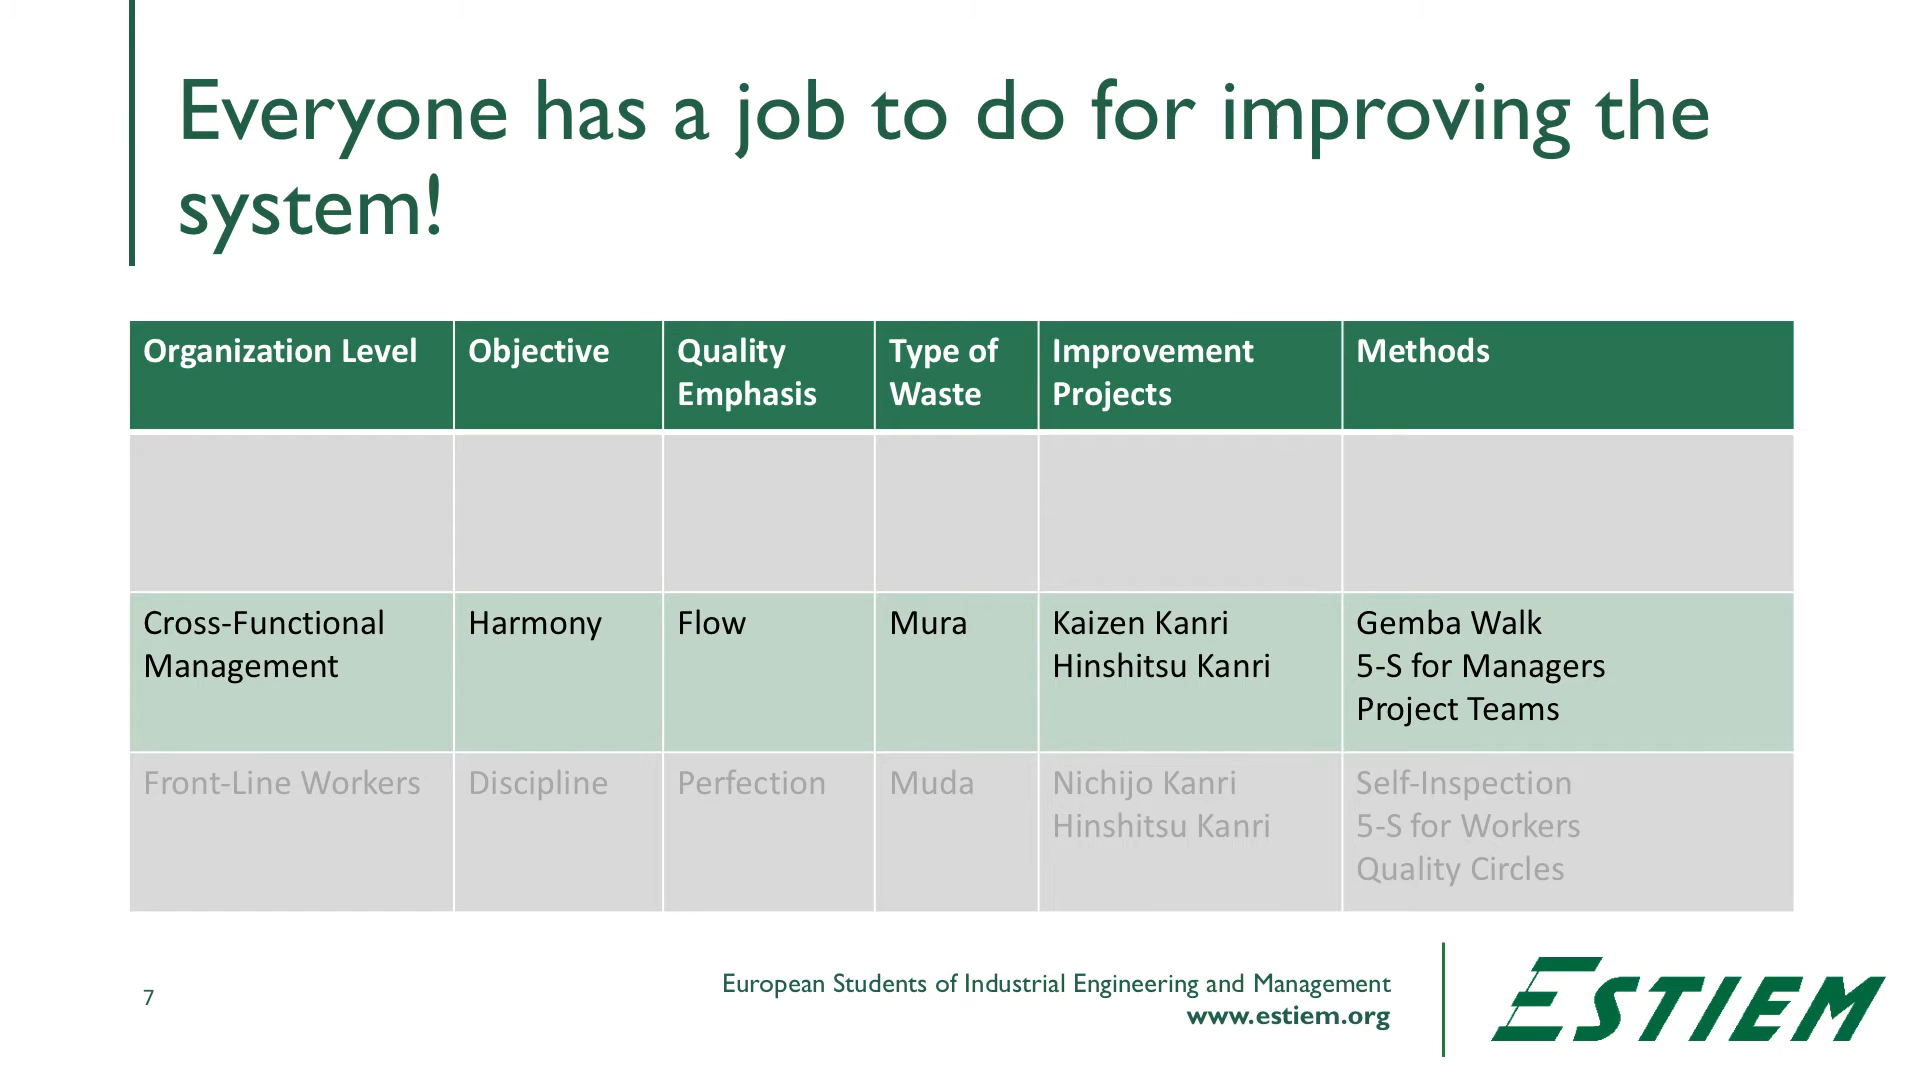 Everyone has a job to do for improving the
system!
Organization Level
Objective
Quality
Emphasis
Type of
Waste
Improvement
Projects
Methods
Cross-Functional
Management
Harmony
Flow
Mura
Kaizen Kanri
Hinshitsu Kanri
Gemba Walk
5-S for Managers
Project Teams
Front-Line Workers
Discipline
Perfection
Muda
Nichijo Kanri
Hinshitsu Kanri
Self-Inspection
5-S for Workers
Quality Circles
7
European Students of Industrial Engineering and Management
www.estiem.org
ESTIEM